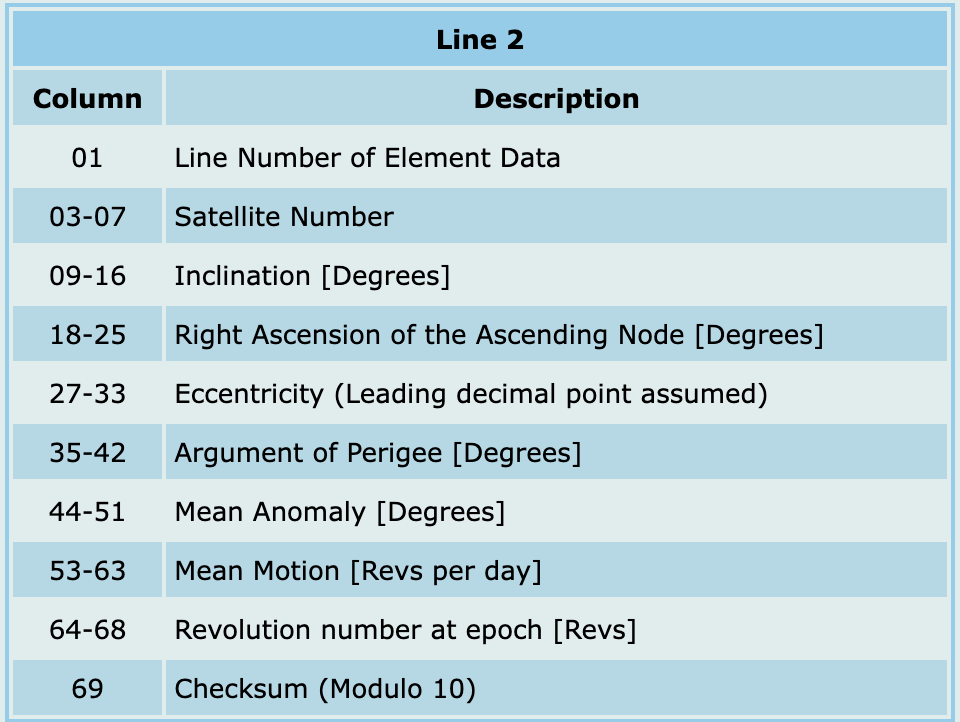 Line 2
Column Description
01 Line Number of Element Data
03-07 Satellite Number
09-16 Inclination [Degrees]
18-25 Right Ascension of the Ascending Node [Degrees]
27-33 Eccentricity (Leading decimal point assumed)
35-42 Argument of Perigee [Degrees]
44-51 Mean Anomaly [Degrees]
53-63 Mean Motion [Revs per day]
64-68 Revolution number at epoch [Revs]
69 Checksum (Modulo 10)